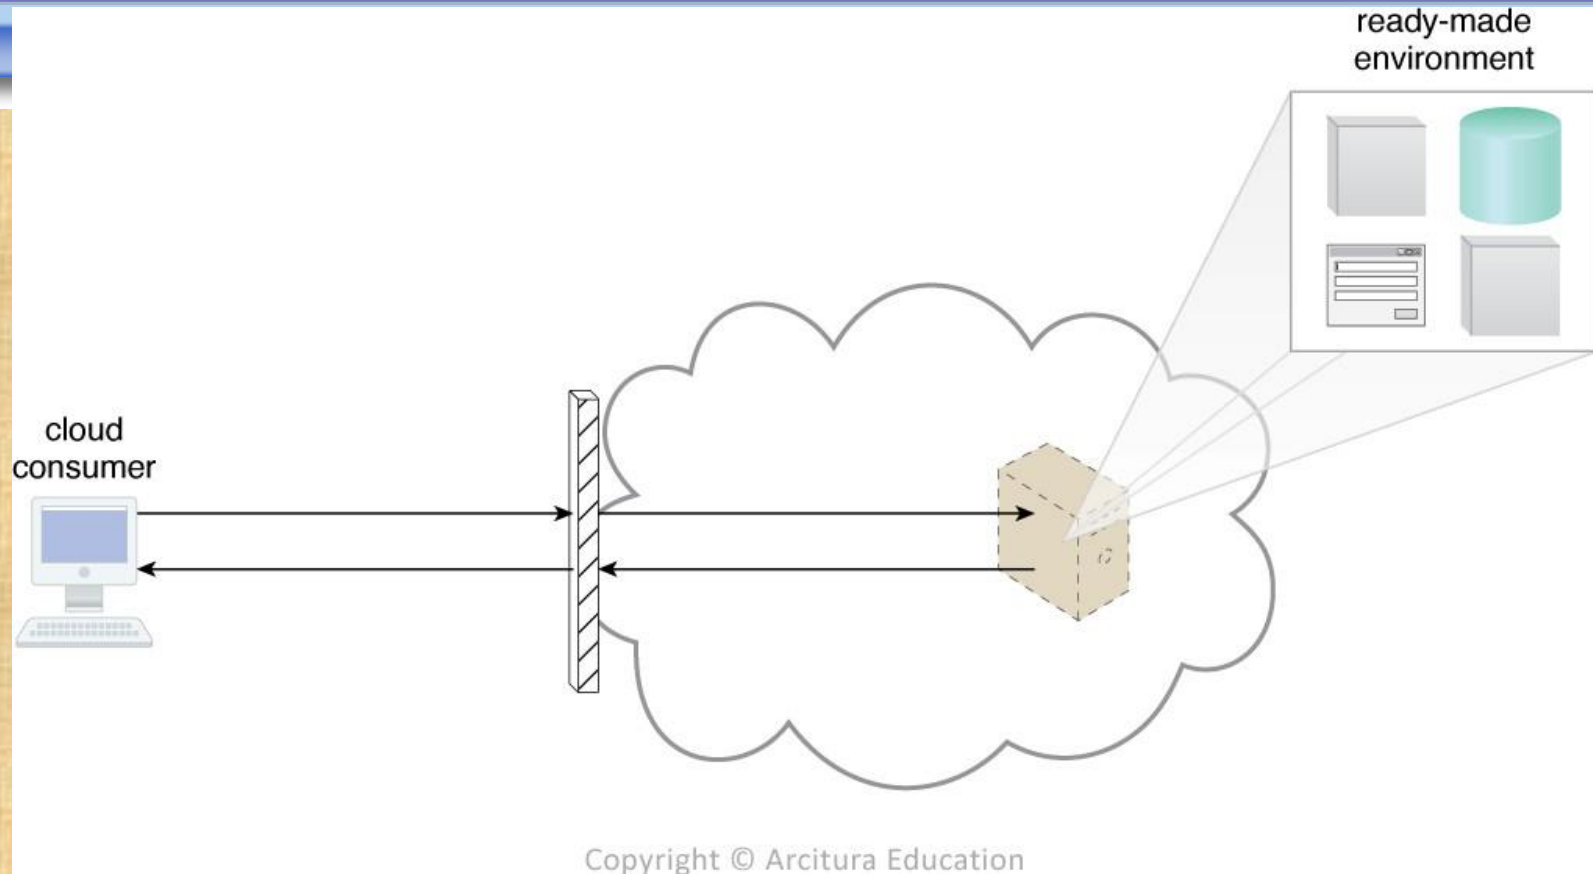 ready-made
environment
cloud
consumer
Copyright © Arcitura Education